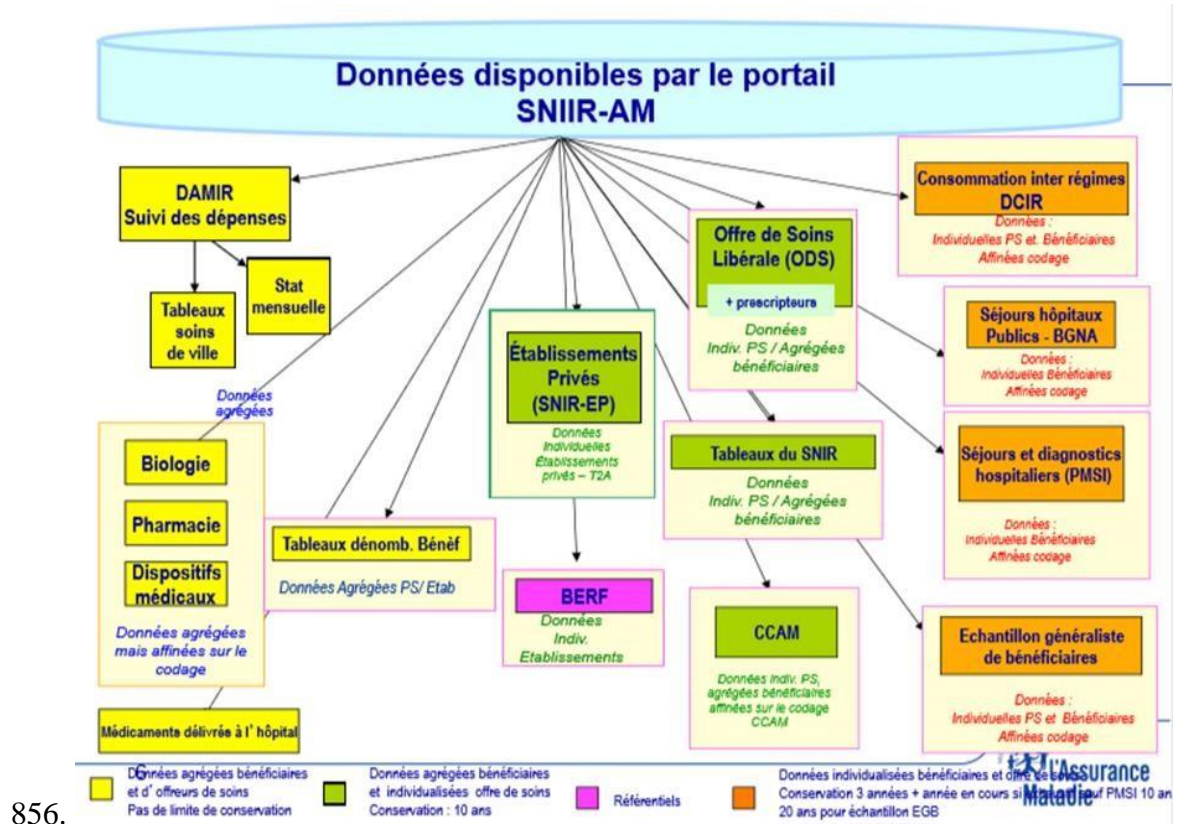 Données disponibles par le portail
SNIIR-AM
DAMIR
Suivi des dépenses
Tableaux
soins
de ville
Stat
mensuelle
Données
agrégées
Biologie
Pharmacie
Dispositifs
médicaux
Données agrégées
mais affinées sur le
codage
Médicaments délivrée à l' hôpital
Tableaux dénomb. Bénèf
Données Agrégées PS/ Etab
Établissements
Privés
(SNIR-EP)
Données
Individuelles
Établissements
privés – T2A
BERF
Données
Indiv.
Etablissements
Offre de Soins
Libérale (ODS)
+ prescripteurs
Données
Indiv. PS / Agrégées
bénéficiaires
Tableaux du SNIR
Données
Indiv. PS / Agrégées
bénéficiaires
CCAM
Données Indiv. PS,
agrégées bénéficiaires
affinées sur le codage
CCAM
Consommation inter régimes
DCIR
Données :
Individuelles PS et. Bénéficiaires
Affinées codage
Séjours hôpitaux
Publics - BGNA
Données :
Individuelles Bénéficiaires
Affinées codage
Séjours et diagnostics
hospitaliers (PMSI)
Données :
Individuelles Bénéficiaires
Affinées codage
Echantillon généraliste
de bénéficiaires
Données :
Individuelles PS et Bénéficiaires
Affinées codage
6
Données agrégées bénéficiaires
et d' offreurs de soins
Pas de limite de conservation
Données agrégées bénéficiaires
et individualisées offre de soins
Conservation : 10 ans
Référentiels
Données individualisées bénéficiaires et offre de soins
Conservation 3 années + année en cours si sauf PMSI 10 an
20 ans pour échantillon EGB
l'Assurance
Maladie
856.